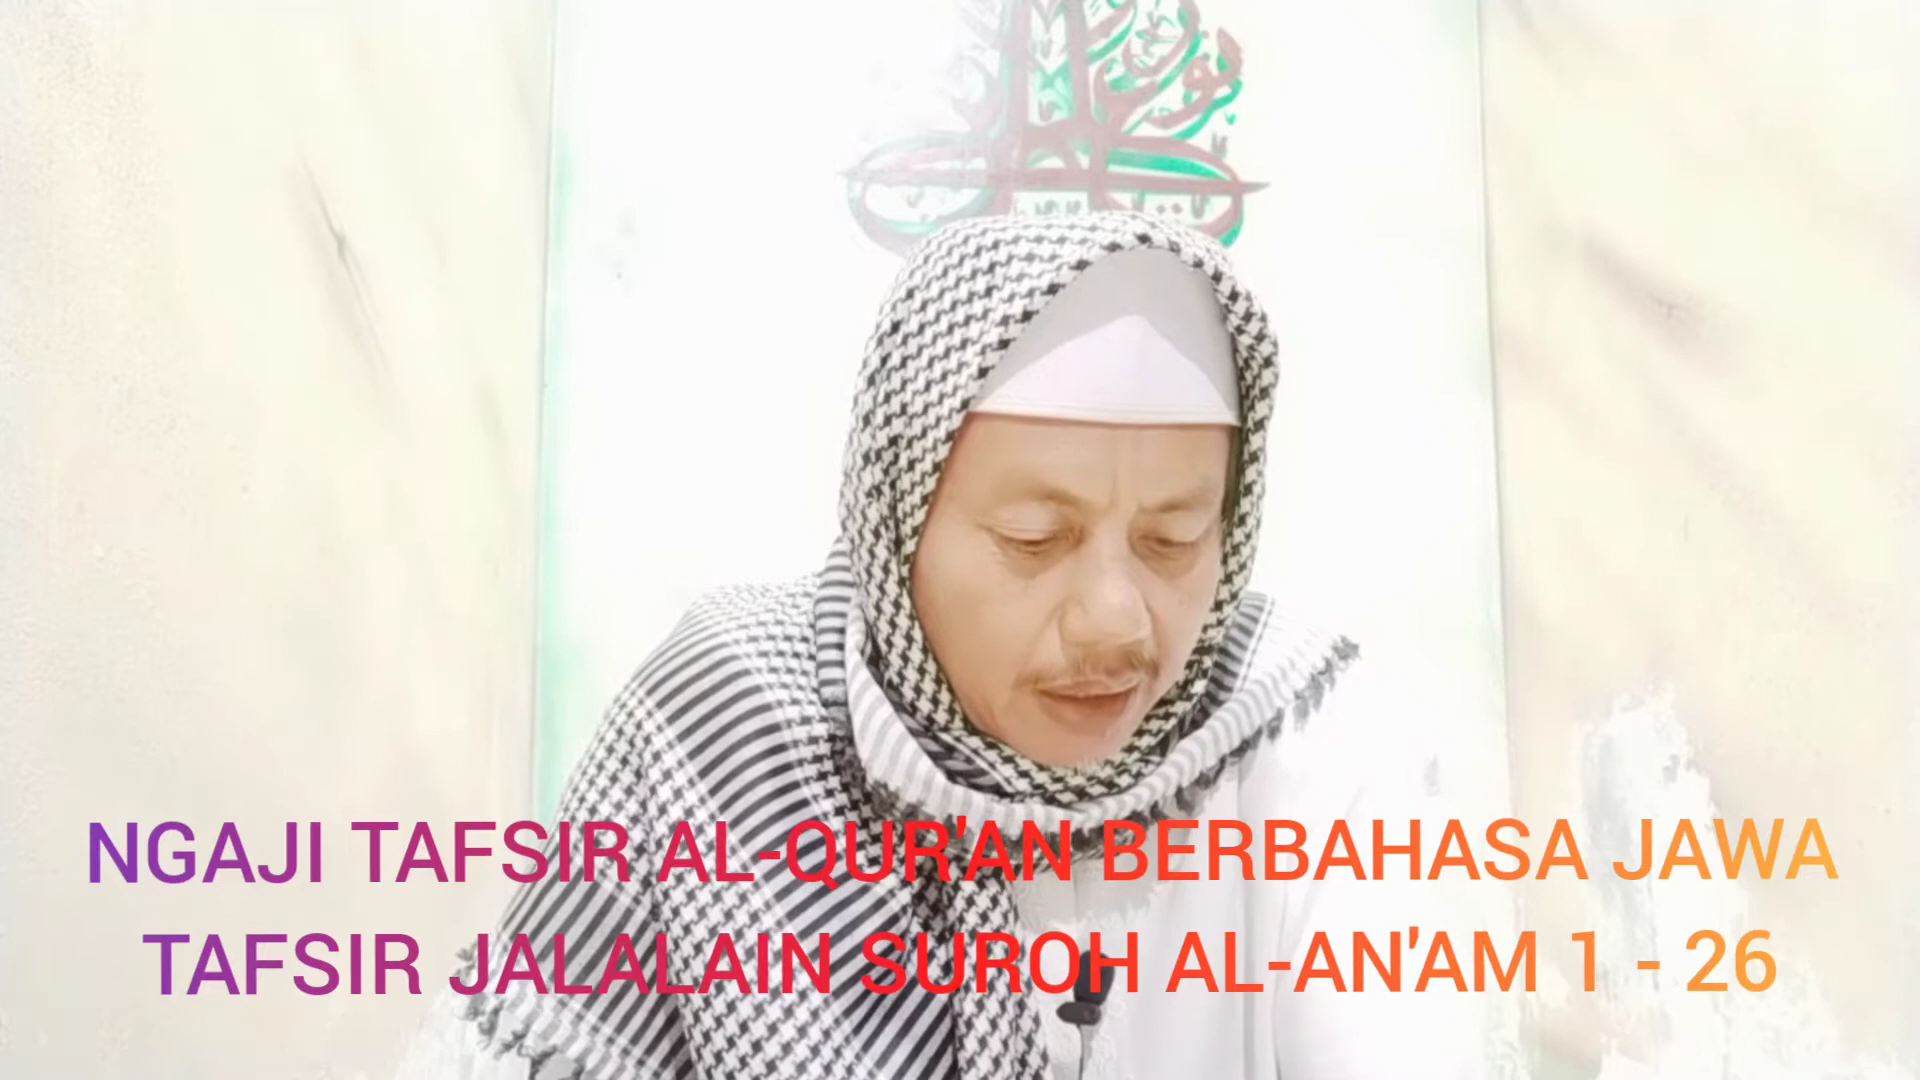 NGAJI TAFSIR AL-QUR'AN BERBAHASA JAWA
TAFSIR JALALAIN SUROH AL-AN'AM 1 - 26